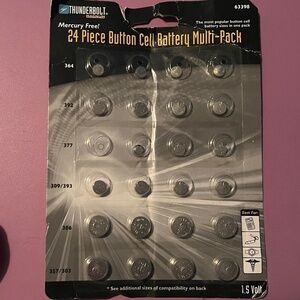 THUNDERBOLT
63398
Mercury Free!
The most popular button cell
battery sizes in one pack
24 Piece Button Cell Battery Multi-Pack
364
392
377
309/393
386
357/303
Best For:
* See additional sizes of compatibility on back
1.5 Volt